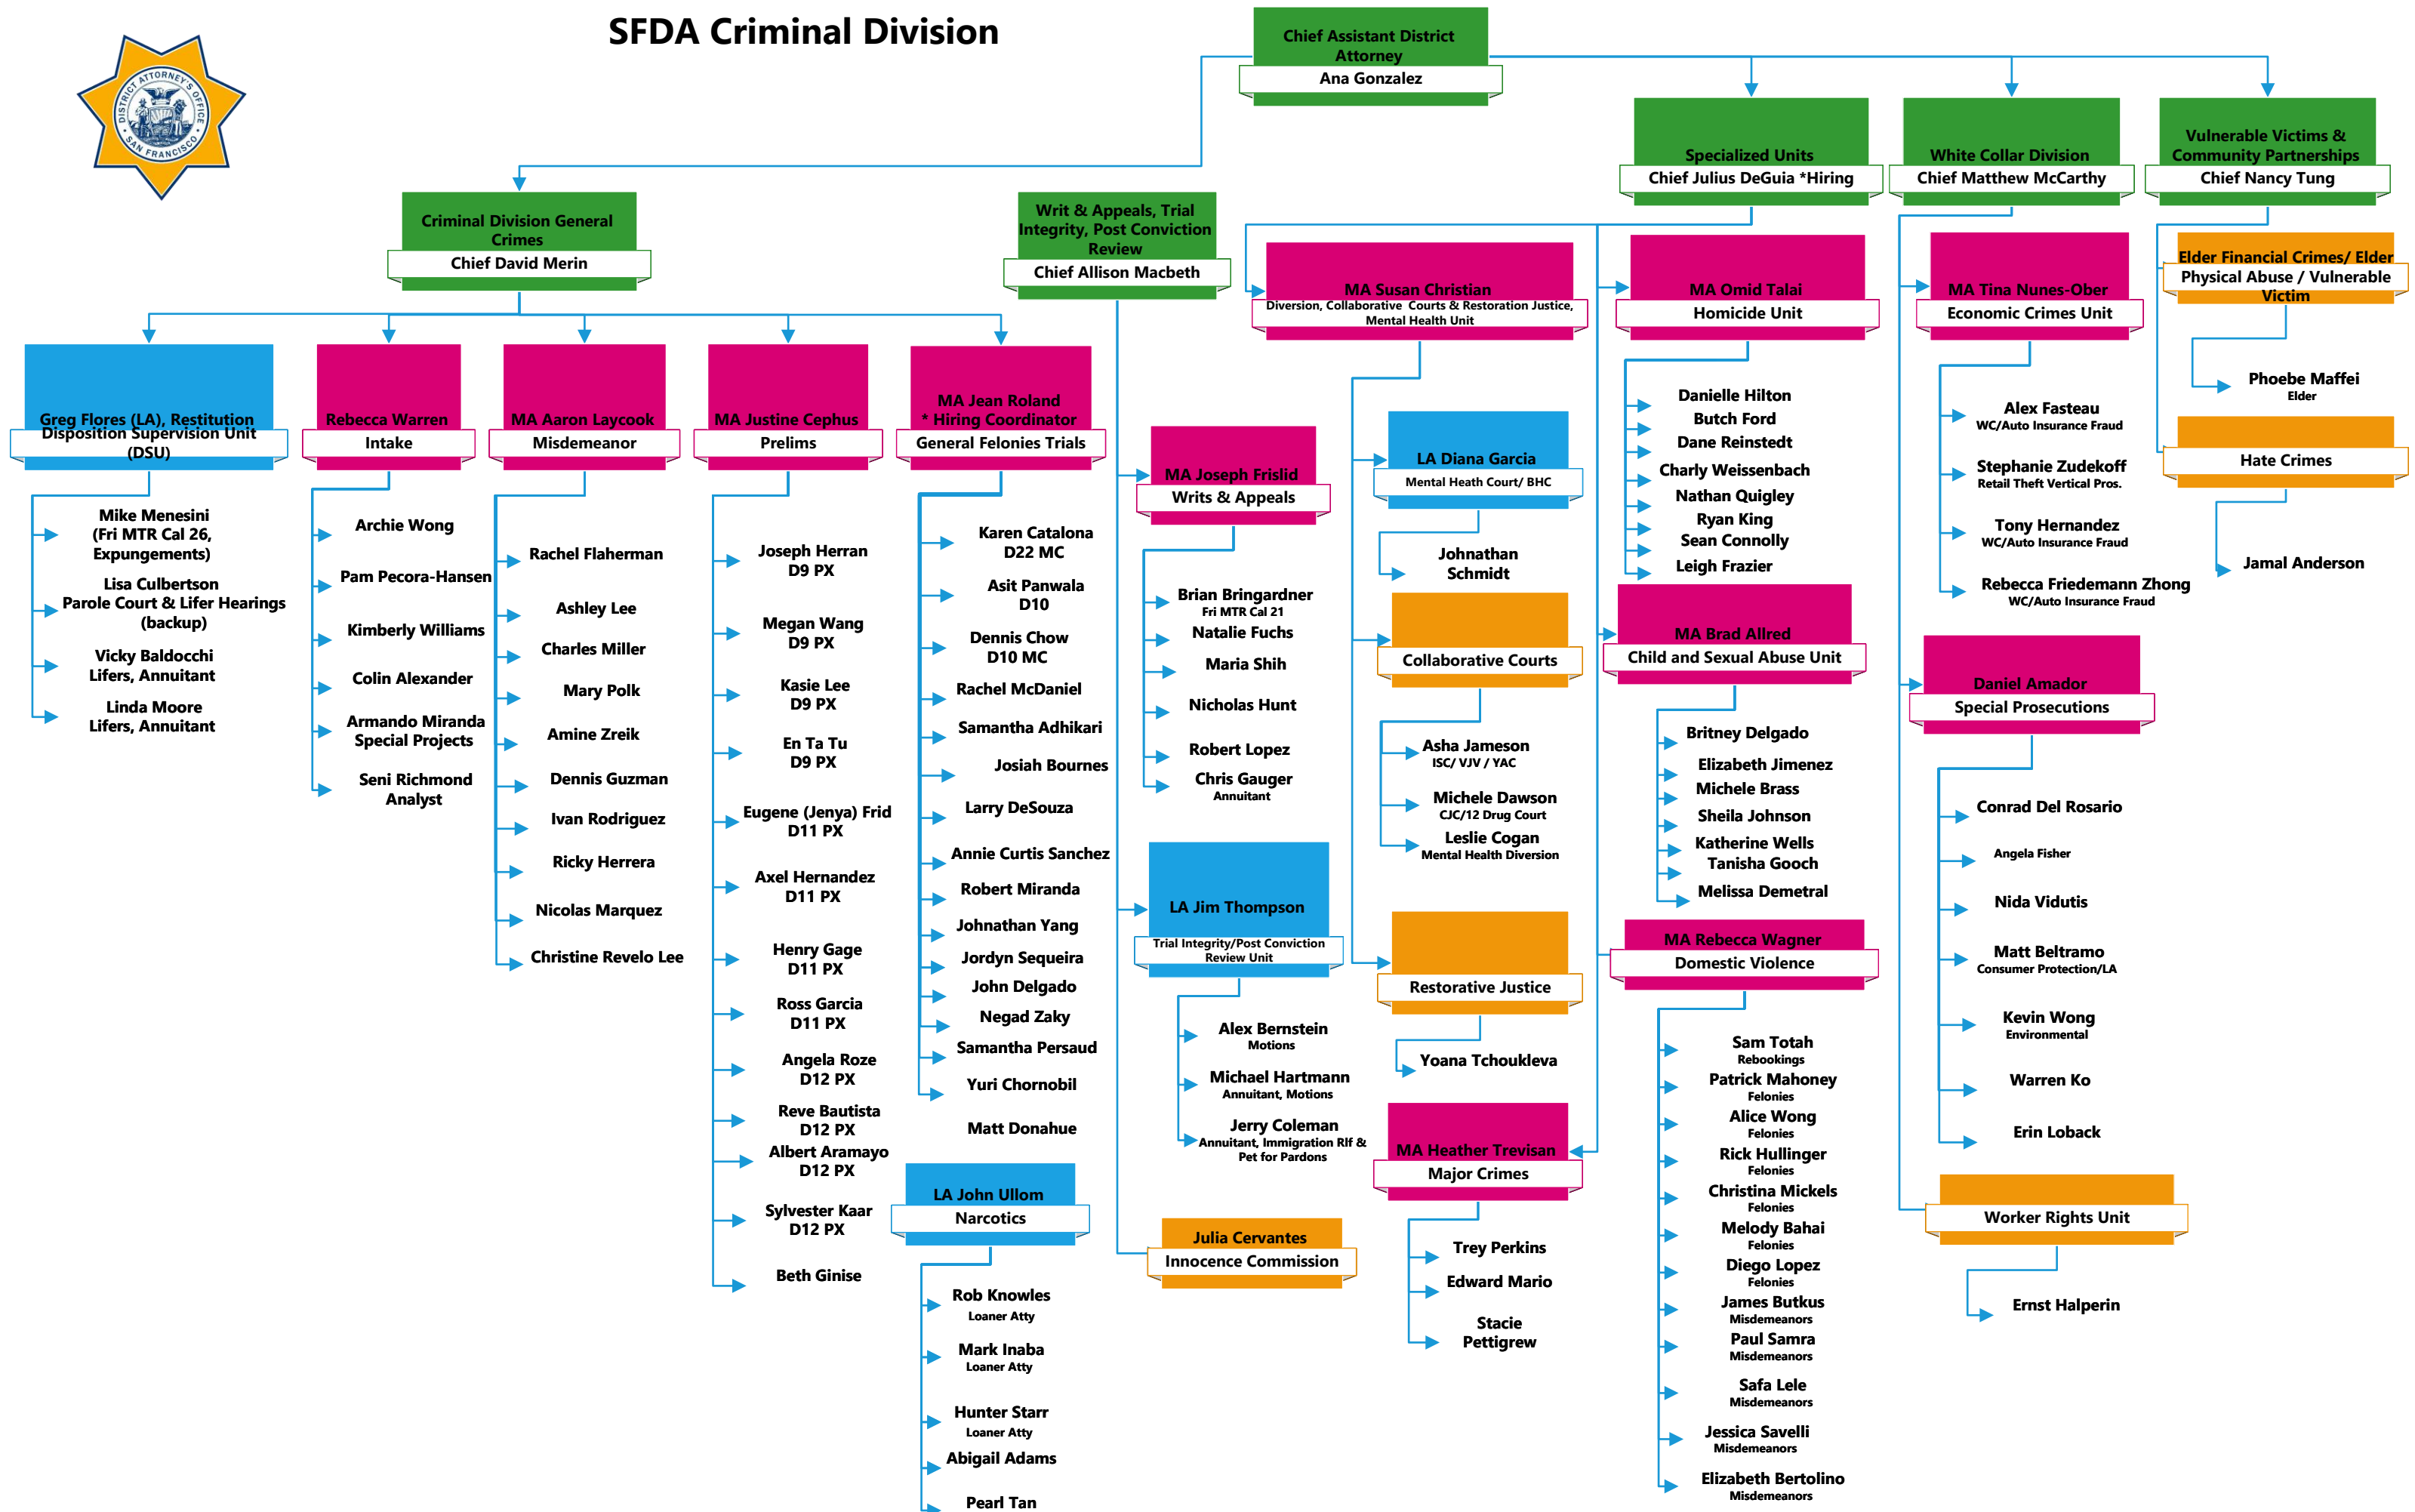 SFDA Criminal Division
DISTRICT ATTORNEY'S OFFICE
SAN FRANCISCO
Chief Assistant District
Attorney
Ana Gonzalez
Criminal Division General
Crimes
Chief David Merin
Writ & Appeals, Trial
Integrity, Post Conviction
Review
Chief Allison Macbeth
Specialized Units
Chief Julius DeGuia *Hiring
White Collar Division
Chief Matthew McCarthy
Vulnerable Victims &
Community Partnerships
Chief Nancy Tung
Greg Flores (LA), Restitution
Disposition Supervision Unit
(DSU)
Mike Menesini
(Fri MTR Cal 26,
Expungements)
Lisa Culbertson
Parole Court & Lifer Hearings
(backup)
Vicky Baldocchi
Lifers, Annuitant
Linda Moore
Lifers, Annuitant
Rebecca Warren
Intake
Archie Wong
Pam Pecora-Hansen
Kimberly Williams
Colin Alexander
Armando Miranda
Special Projects
Seni Richmond
Analyst
MA Aaron Laycook
Misdemeanor
Rachel Flaherman
Ashley Lee
Charles Miller
Mary Polk
Amine Zreik
Dennis Guzman
Ivan Rodriguez
Ricky Herrera
Nicolas Marquez
Christine Revelo Lee
MA Justine Cephus
Prelims
Joseph Herran
D9 PX
Megan Wang
D9 PX
Kasie Lee
D9 PX
En Ta Tu
D9 PX
Eugene (Jenya) Frid
D11 PX
Axel Hernandez
D11 PX
Henry Gage
D11 PX
Ross Garcia
D11 PX
Angela Roze
D12 PX
Reve Bautista
D12 PX
Albert Aramayo
D12 PX
Sylvester Kaar
D12 PX
Beth Ginise
MA Jean Roland
* Hiring Coordinator
General Felonies Trials
Karen Catalona
D22 MC
Asit Panwala
D10
Dennis Chow
D10 MC
Rachel McDaniel
Samantha Adhikari
Josiah Bournes
Larry DeSouza
Annie Curtis Sanchez
Robert Miranda
Johnathan Yang
Jordyn Sequeira
John Delgado
Negad Zaky
Samantha Persaud
Yuri Chornobil
Matt Donahue
LA John Ullom
Narcotics
Rob Knowles
Loaner Atty
Mark Inaba
Loaner Atty
Hunter Starr
Loaner Atty
Abigail Adams
Pearl Tan
MA Joseph Frislid
Writs & Appeals
Brian Bringardner
Fri MTR Cal 21
Natalie Fuchs
Maria Shih
Nicholas Hunt
Robert Lopez
Chris Gauger
Annuitant
LA Jim Thompson
Trial Integrity/Post Conviction
Review Unit
Alex Bernstein
Motions
Michael Hartmann
Annuitant, Motions
Jerry Coleman
Annuitant, Immigration Rlf &
Pet for Pardons
Julia Cervantes
Innocence Commission
MA Susan Christian
Diversion, Collaborative Courts & Restoration Justice,
Mental Health Unit
LA Diana Garcia
Mental Heath Court/ BHC
Johnathan
Schmidt
Collaborative Courts
Asha Jameson
ISC/ VJV / YAC
Michele Dawson
CJC/12 Drug Court
Leslie Cogan
Mental Health Diversion
Restorative Justice
Yoana Tchoukleva
MA Heather Trevisan
Major Crimes
Trey Perkins
Edward Mario
Stacie
Pettigrew
MA Omid Talai
Homicide Unit
Danielle Hilton
Butch Ford
Dane Reinstedt
Charly Weissenbach
Nathan Quigley
Ryan King
Sean Connolly
Leigh Frazier
MA Brad Allred
Child and Sexual Abuse Unit
Britney Delgado
Elizabeth Jimenez
Michele Brass
Sheila Johnson
Katherine Wells
Tanisha Gooch
Melissa Demetral
MA Rebecca Wagner
Domestic Violence
Sam Totah
Rebookings
Patrick Mahoney
Felonies
Alice Wong
Felonies
Rick Hullinger
Felonies
Christina Mickels
Felonies
Melody Bahai
Felonies
Diego Lopez
Felonies
James Butkus
Misdemeanors
Paul Samra
Misdemeanors
Safa Lele
Misdemeanors
Jessica Savelli
Misdemeanors
Elizabeth Bertolino
Misdemeanors
MA Tina Nunes-Ober
Economic Crimes Unit
Alex Fasteau
WC/Auto Insurance Fraud
Stephanie Zudekoff
Retail Theft Vertical Pros.
Tony Hernandez
WC/Auto Insurance Fraud
Rebecca Friedemann Zhong
WC/Auto Insurance Fraud
Daniel Amador
Special Prosecutions
Conrad Del Rosario
Angela Fisher
Nida Vidutis
Matt Beltramo
Consumer Protection/LA
Kevin Wong
Environmental
Warren Ko
Erin Loback
Worker Rights Unit
Ernst Halperin
Elder Financial Crimes/ Elder
Physical Abuse / Vulnerable
Victim
Phoebe Maffei
Elder
Hate Crimes
Jamal Anderson